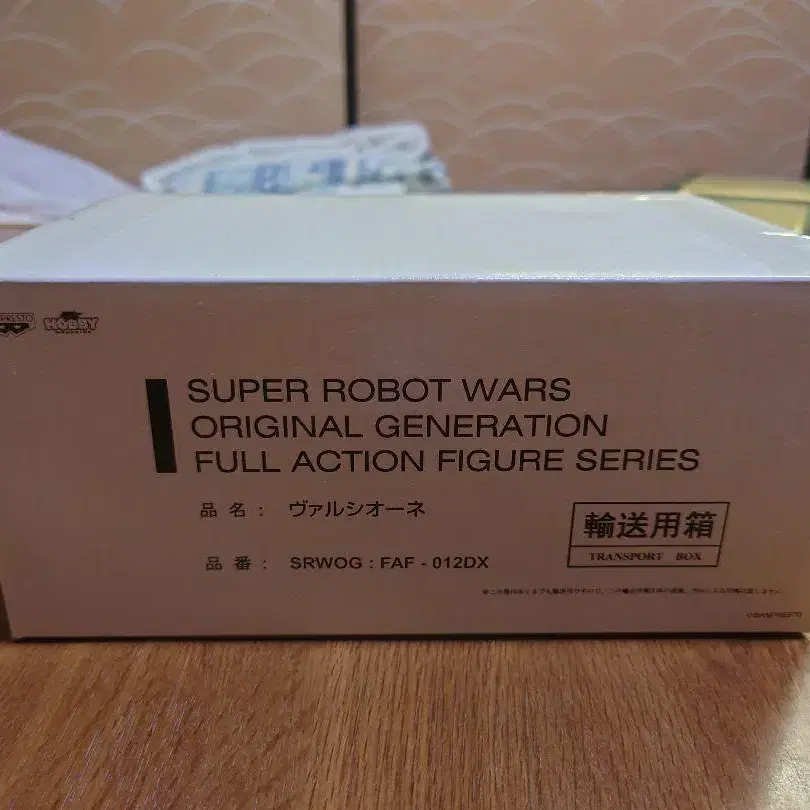 HOBBY
SUPER ROBOT WARS
ORIGINAL GENERATION
FULL ACTION FIGURE SERIES
品 名 : ヴァルシオーネ
品 番 : SRWOG : FAF - 012DX
輸送用箱
TRANSPORT BOX